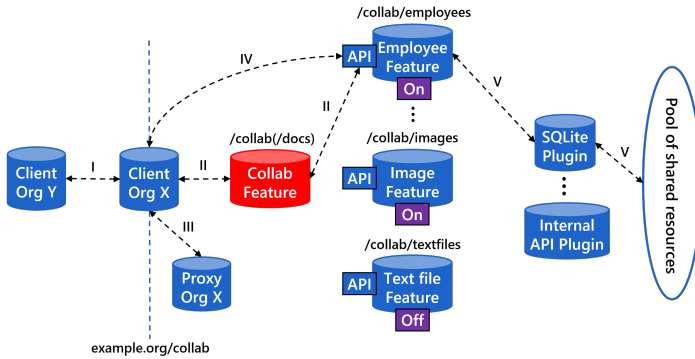 /collab/employees
IV
API
Employee
Feature
On
II
V
/collab(/docs)
/collab/images
SQLite
Plugin
V
Pool of shared resources
Client
Org Y
I
Client
Org X
II
Collab
Feature
API
Image
Feature
On
III
Internal
API Plugin
/collab/textfiles
Proxy
Org X
API
Text file
Feature
Off
example.org/collab